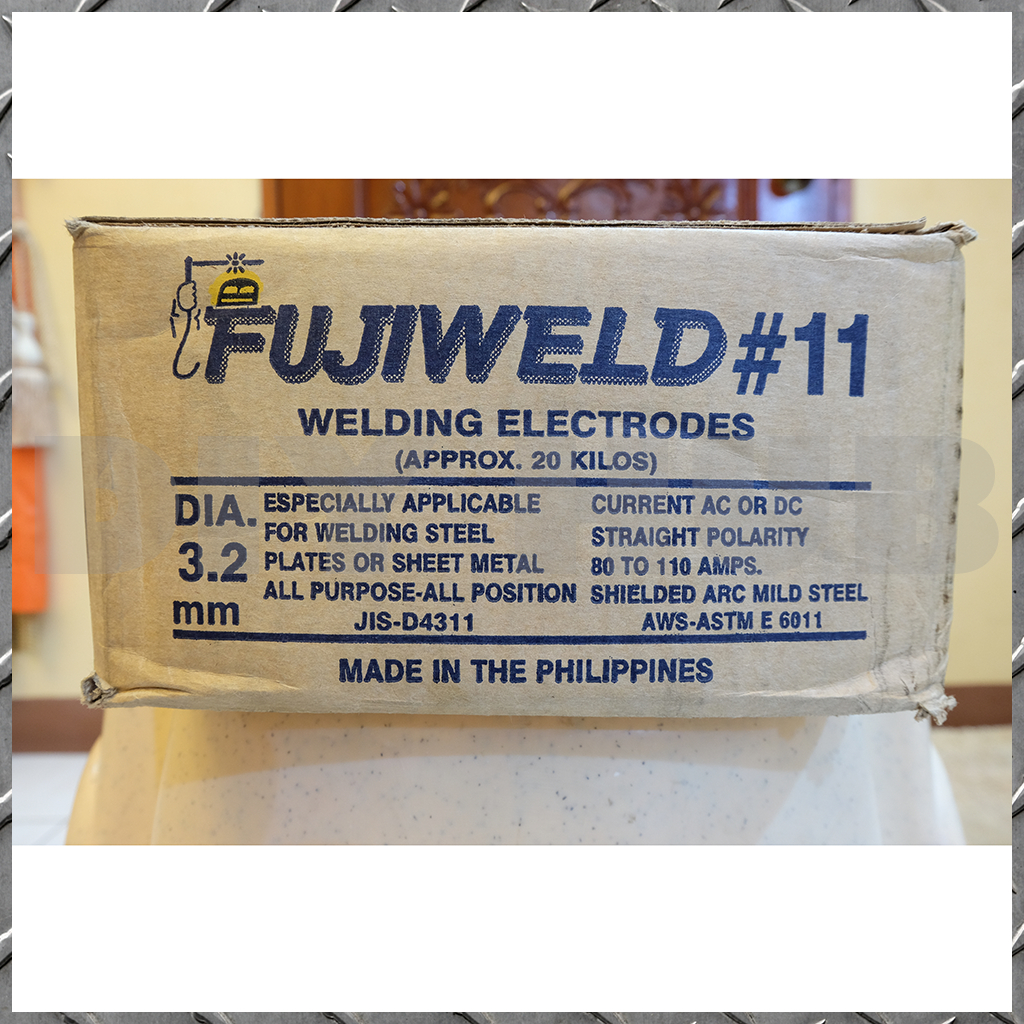 FUJIWELD #11
WELDING ELECTRODES
(APPROX. 20 KILOS)
DIA.
3.2
mm
ESPECIALLY APPLICABLE
FOR WELDING STEEL
PLATES OR SHEET METAL
ALL PURPOSE-ALL POSITION
JIS-D4311
CURRENT AC OR DC
STRAIGHT POLARITY
80 TO 110 AMPS.
SHIELDED ARC MILD STEEL
AWS-ASTM E 6011
MADE IN THE PHILIPPINES